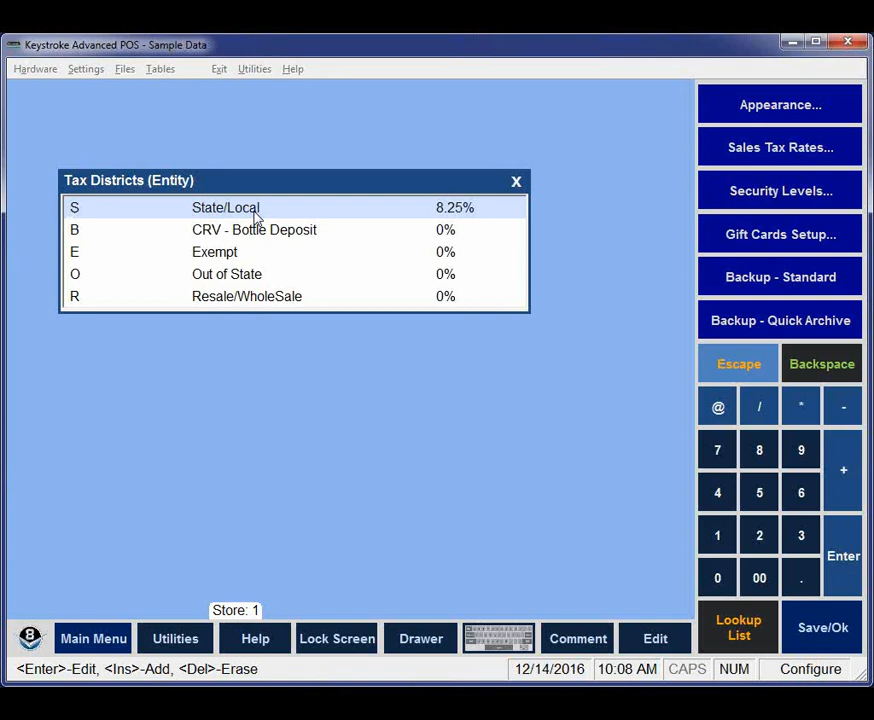 Keystroke Advanced POS - Sample Data
Hardware Settings Files Tables Exit Utilities Help
Tax Districts (Entity) X
S State/Local 8.25%
B CRV - Bottle Deposit 0%
E Exempt 0%
O Out of State 0%
R Resale/WholeSale 0%
Appearance...
Sales Tax Rates...
Security Levels...
Gift Cards Setup...
Backup - Standard
Backup - Quick Archive
Escape Backspace
@ / * -
7 8 9
+
4 5 6
1 2 3
Enter
0 00 .
Lookup
List
Save/Ok
Store: 1
8 Main Menu Utilities Help Lock Screen Drawer Comment Edit
<Enter>-Edit, <Ins>-Add, <Del>-Erase 12/14/2016 10:08 AM CAPS NUM Configure